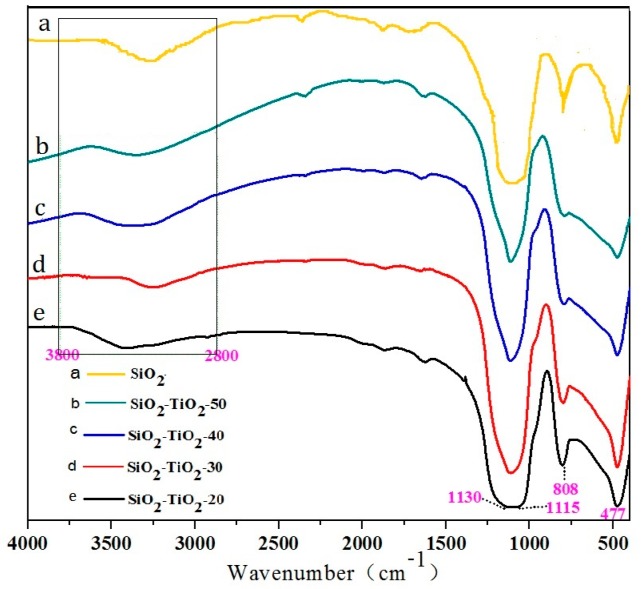 a
b
c
d
e
3800 2800
a SiO2.
b SiO2-TiO2-50
c SiO2-TiO2-40
d SiO2-TiO2-30
e SiO2-TiO2-20
1130 808
1115 477
4000 3500 3000 2500 2000 1500 1000 500
Wavenumber（cm-1）